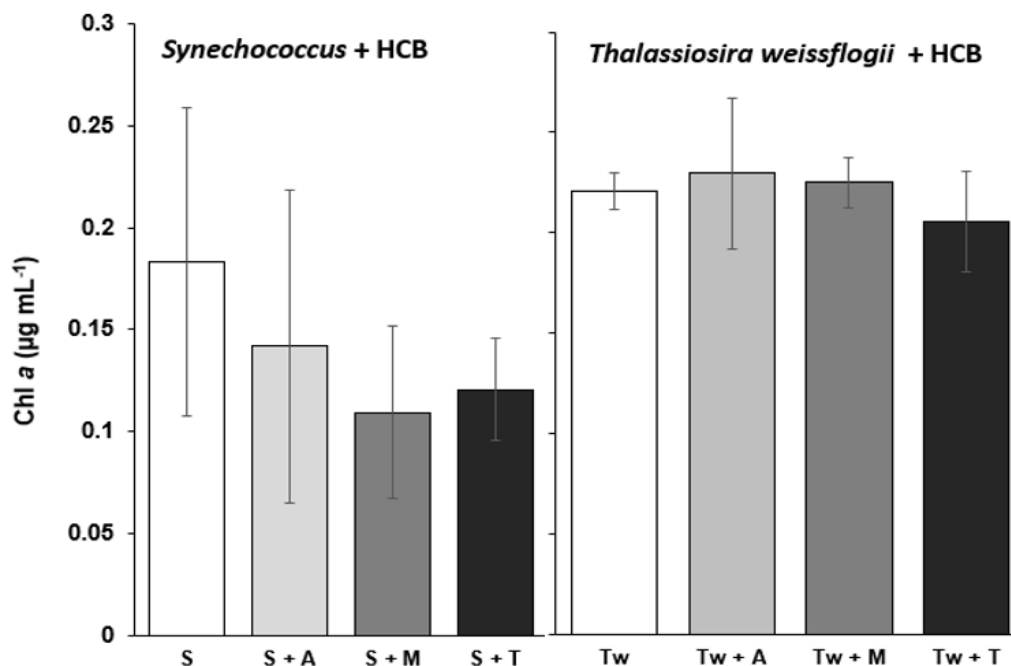 Synechococcus + HCB
Thalassiosira weissflogii + HCB
Chl a (µg mL-1)
0.3
0.25
0.2
0.15
0.1
0.05
0
S
S + A
S + M
S + T
Tw
Tw + A
Tw + M
Tw + T